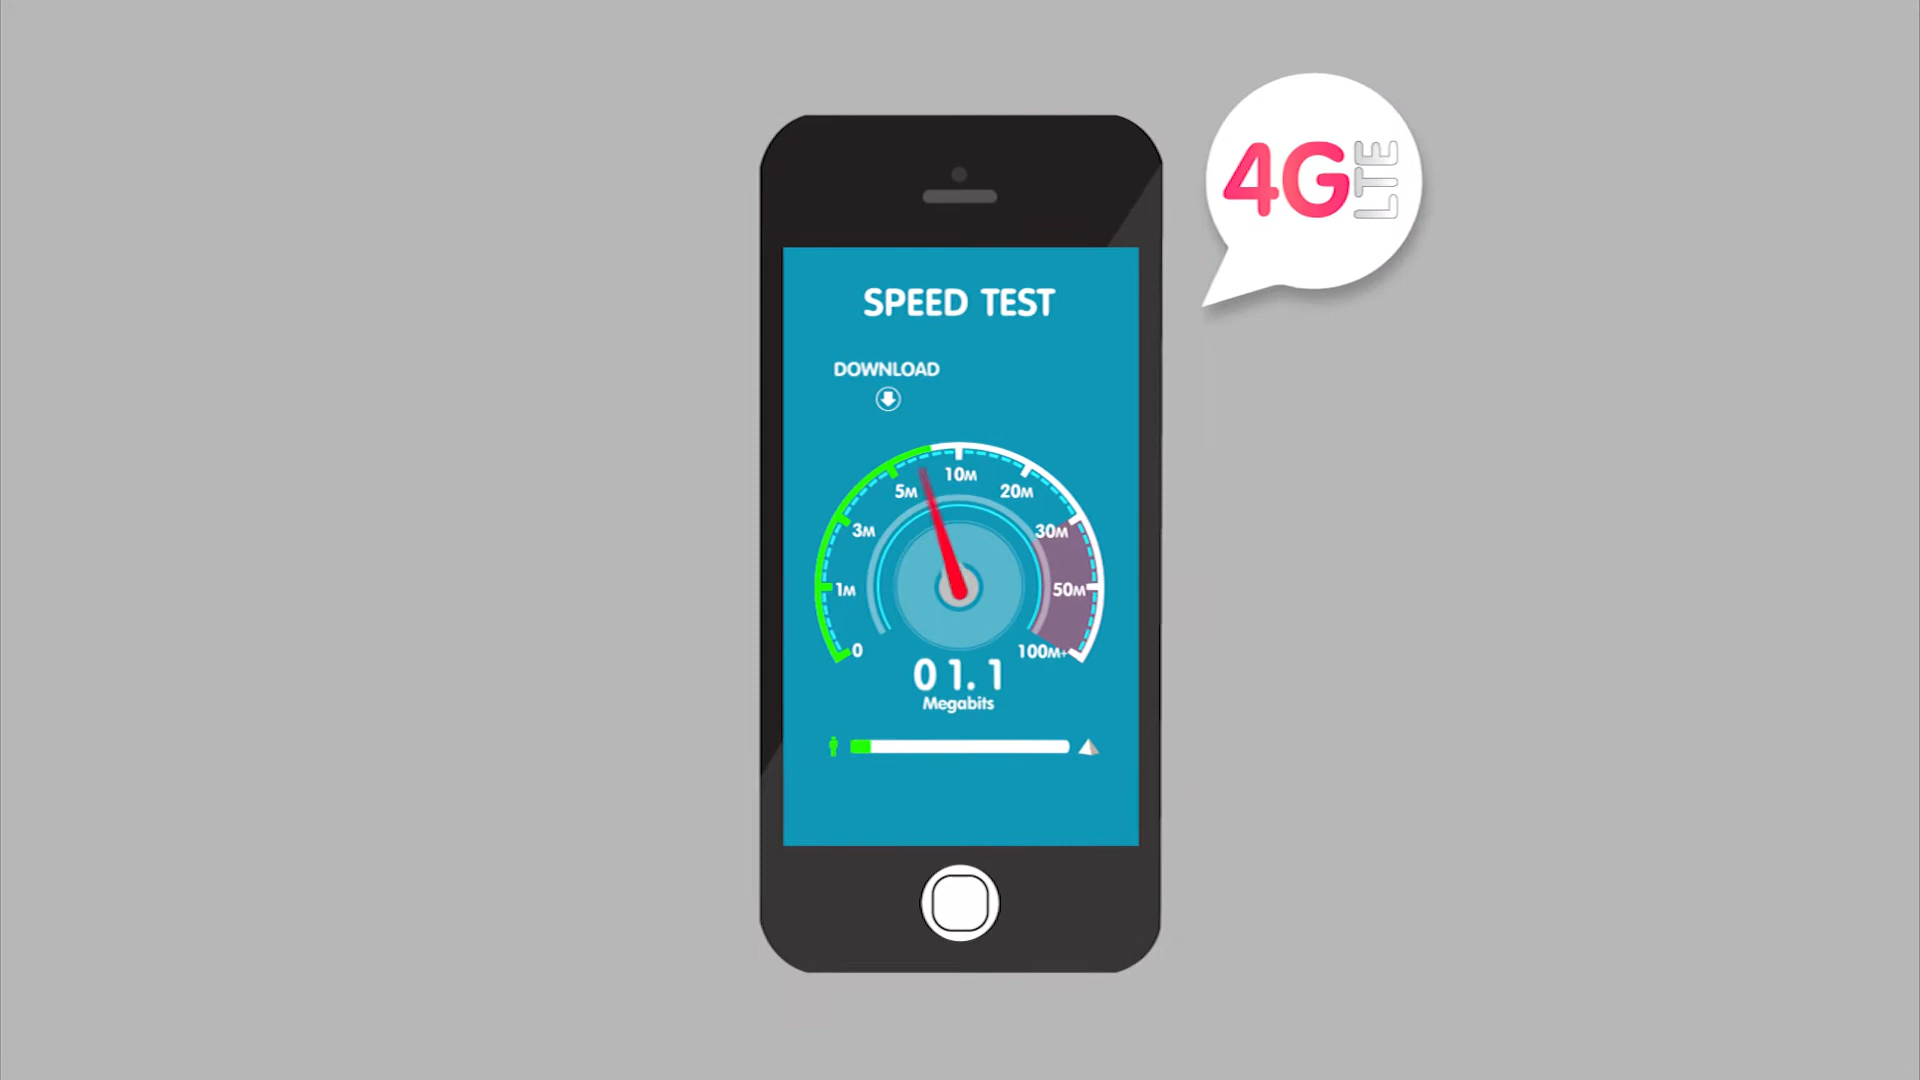 4G LTE
SPEED TEST
DOWNLOAD
10M
5M
20M
3M
30M
1M
50M
0
100M+
01.1
Megabits